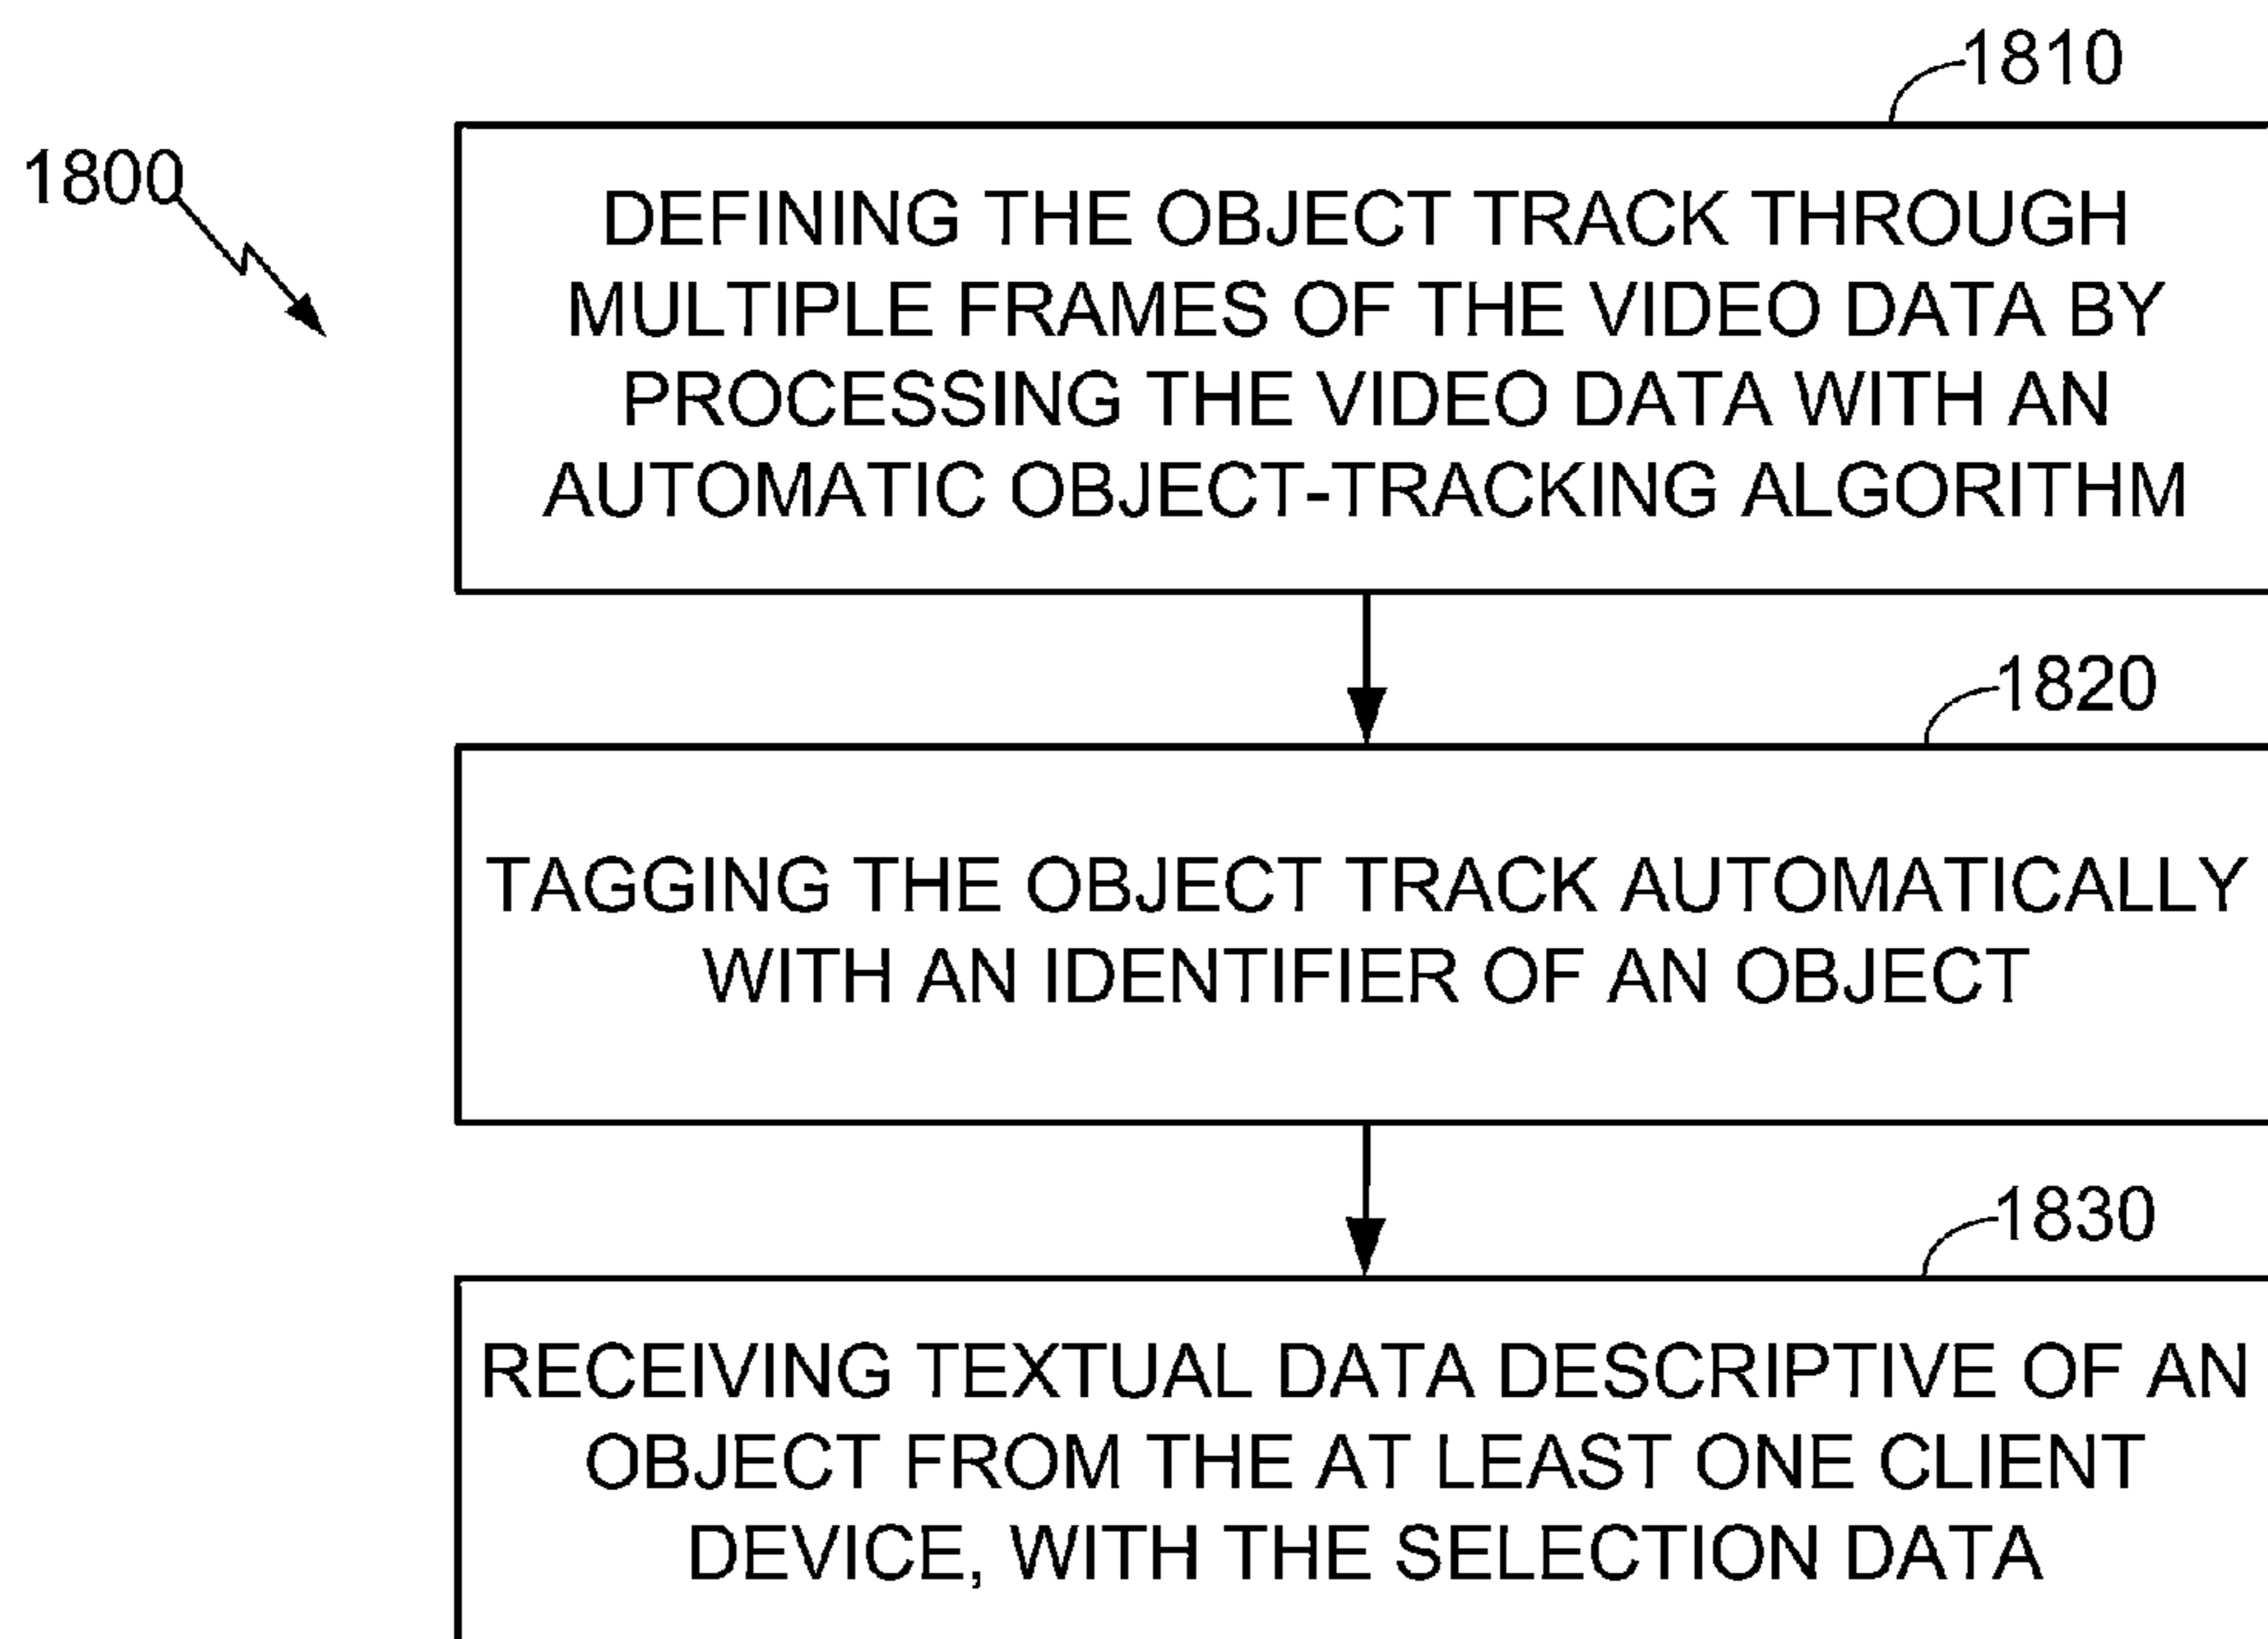 1810
1800
DEFINING THE OBJECT TRACK THROUGH
MULTIPLE FRAMES OF THE VIDEO DATA BY
PROCESSING THE VIDEO DATA WITH AN
AUTOMATIC OBJECT-TRACKING ALGORITHM
1820
TAGGING THE OBJECT TRACK AUTOMATICALLY
WITH AN IDENTIFIER OF AN OBJECT
1830
RECEIVING TEXTUAL DATA DESCRIPTIVE OF AN
OBJECT FROM THE AT LEAST ONE CLIENT
DEVICE, WITH THE SELECTION DATA